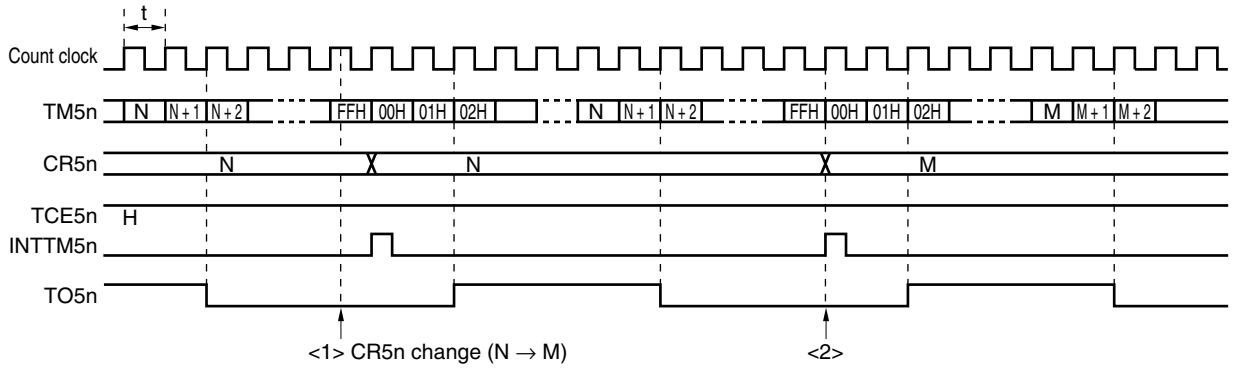 t
Count clock
TM5n N N + 1 N + 2 FFH 00H 01H 02H N N + 1 N + 2 FFH 00H 01H 02H M M + 1 M + 2
CR5n N N M
TCE5n H
INTTM5n
TO5n
<1> CR5n change (N → M) <2>